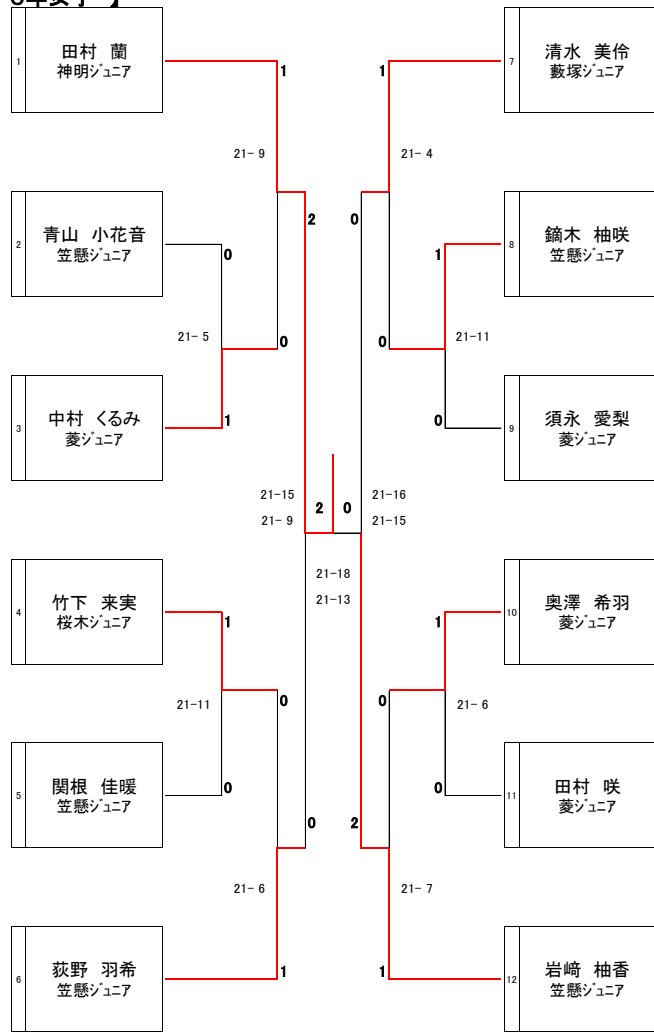 1
田村 蘭
神明ジュニア
2
青山 小花音
笠懸ジュニア
3
中村 くるみ
菱ジュニア
4
竹下 来実
桜木ジュニア
5
関根 佳暖
笠懸ジュニア
6
荻野 羽希
笠懸ジュニア
1
21- 9
2
0
21- 5
0
1
21-15
21- 9
2
0
21-16
21-15
21-18
21-13
1
0
21-11
0
0
21- 6
1
1
21- 4
0
1
0
21-11
0
1
0
21- 6
0
2
21- 7
1
7
清水 美伶
藪塚ジュニア
8
鏑木 柚咲
笠懸ジュニア
9
須永 愛梨
菱ジュニア
10
奥澤 希羽
菱ジュニア
11
田村 咲
菱ジュニア
12
岩﨑 柚香
笠懸ジュニア